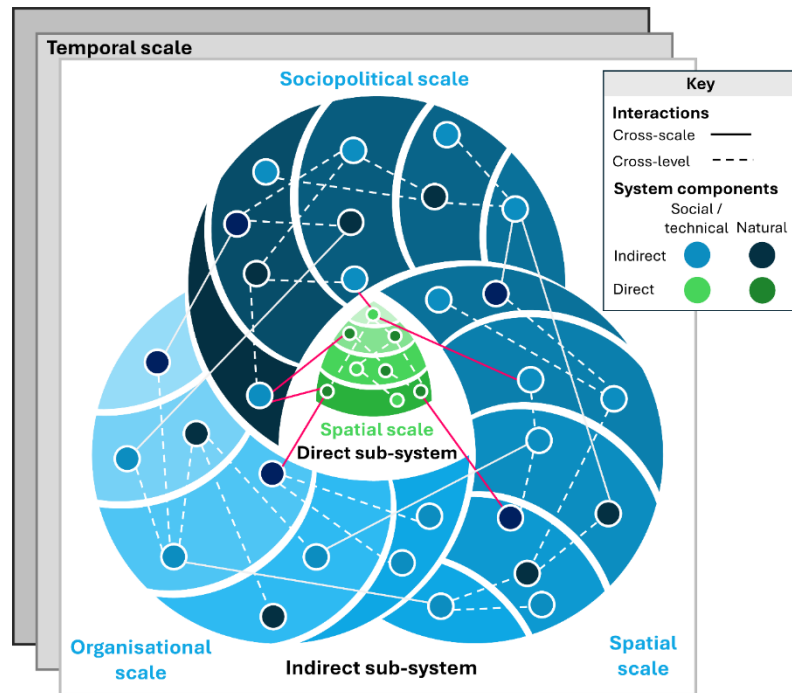 Temporal scale
Sociopolitical scale
Key
Interactions
Cross-scale
Cross-level
System components
Social /
technical
Natural
Indirect
Direct
Spatial scale
Direct sub-system
Organisational
scale
Indirect sub-system
Spatial
scale